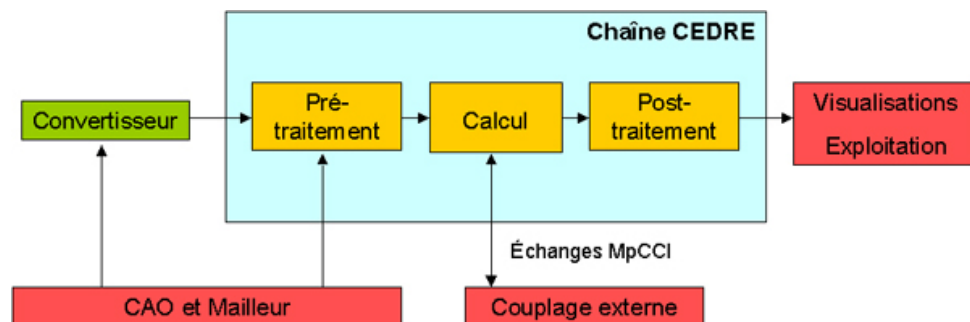 Chaîne CEDRE
Convertisseur
Pré-
traitement
Calcul
Post-
traitement
Visualisations
Exploitation
Échanges MpCCI
CAO et Mailleur
Couplage externe